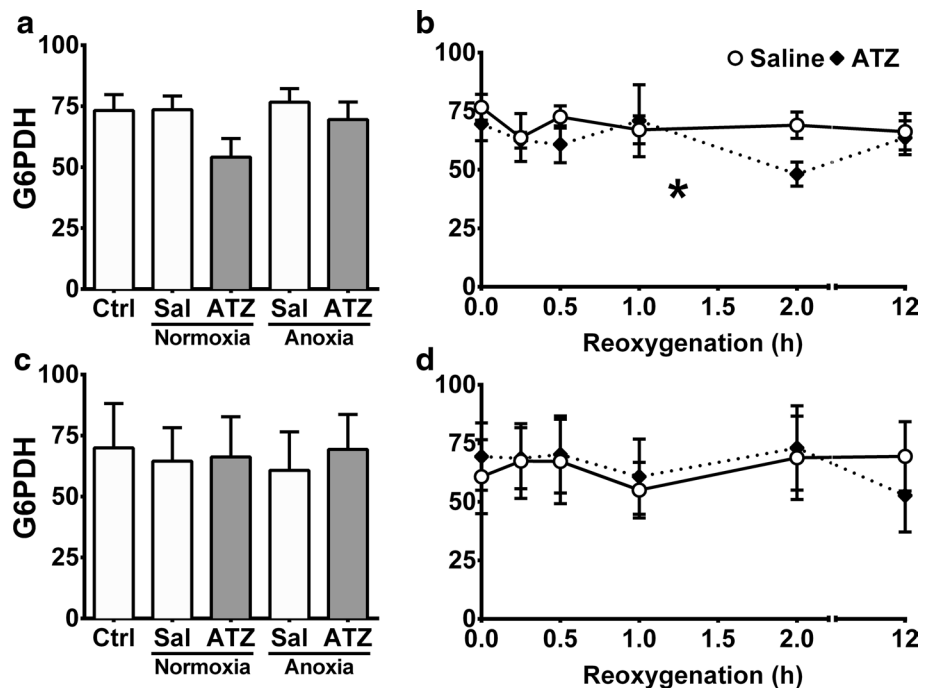 a
100
75
50
25
0
G6PDH
Ctrl Sal ATZ Sal ATZ
Normoxia Anoxia
b
100
75
50
25
0
Saline ATZ
*
0.0 0.5 1.0 1.5 2.0 12
Reoxygenation (h)
c
100
75
50
25
0
G6PDH
Ctrl Sal ATZ Sal ATZ
Normoxia Anoxia
d
100
75
50
25
0
0.0 0.5 1.0 1.5 2.0 12
Reoxygenation (h)